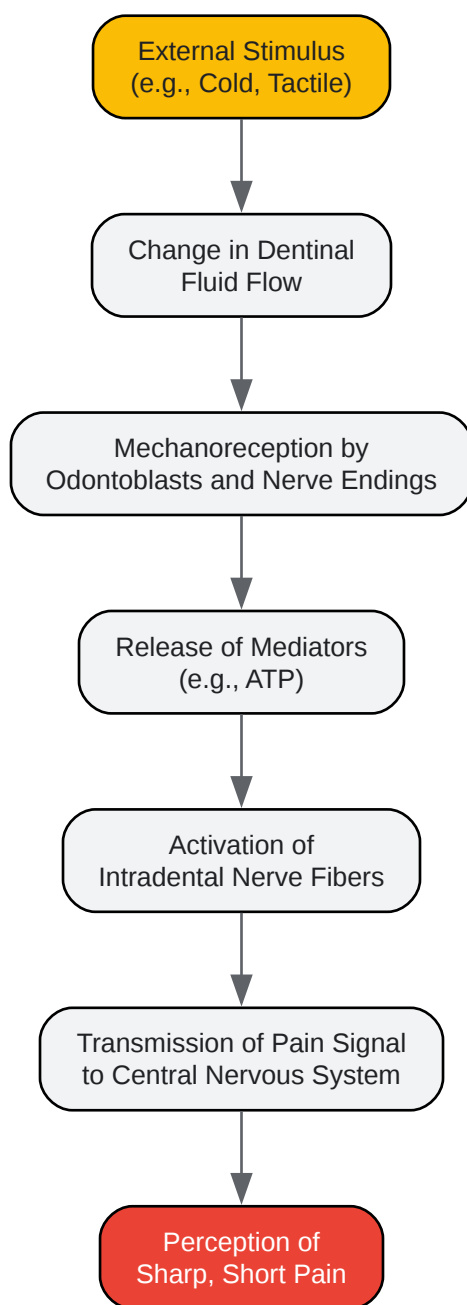 External Stimulus
(e.g., Cold, Tactile)
Change in Dentinal
Fluid Flow
Mechanoreception by
Odontoblasts and Nerve Endings
Release of Mediators
(e.g., ATP)
Activation of
Intradental Nerve Fibers
Transmission of Pain Signal
to Central Nervous System
Perception of
Sharp, Short Pain